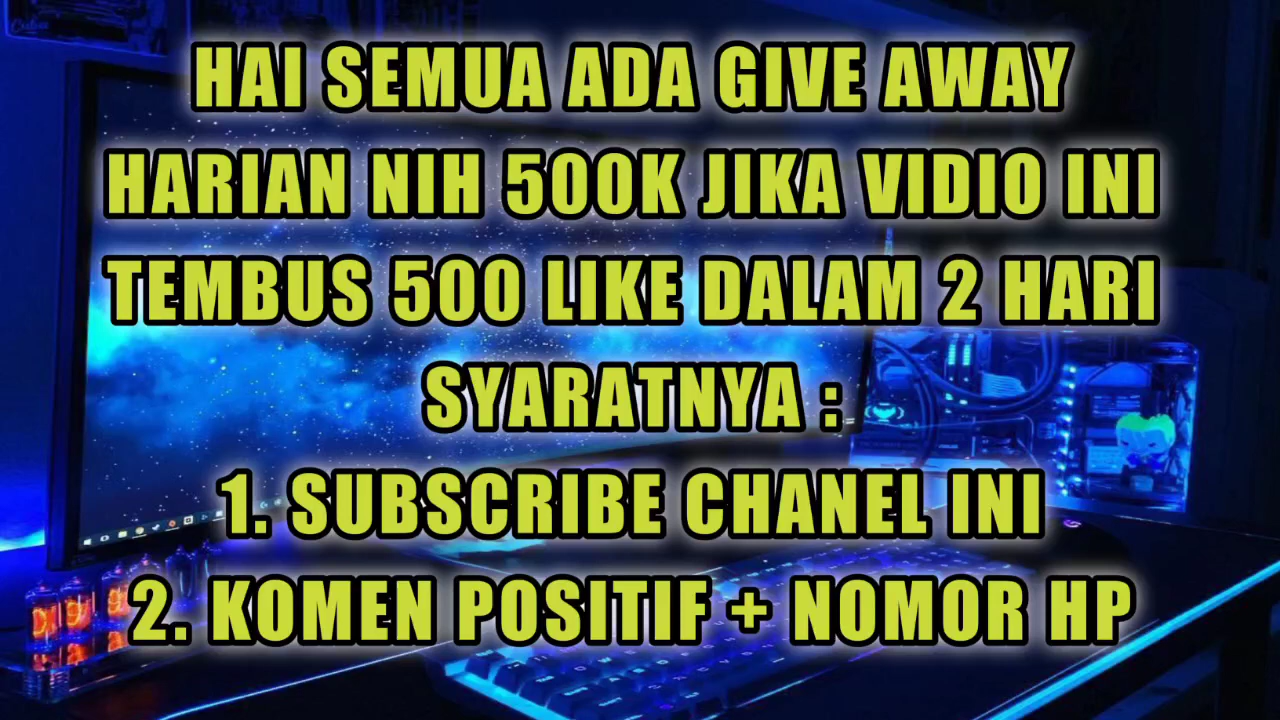 HAI SEMUA ADA GIVE AWAY
HARIAN NIH 500K JIKA VIDIO INI
TEMBUS 500 LIKE DALAM 2 HARI
SYARATNYA :
1. SUBSCRIBE CHANEL INI
2. KOMEN POSITIF + NOMOR HP